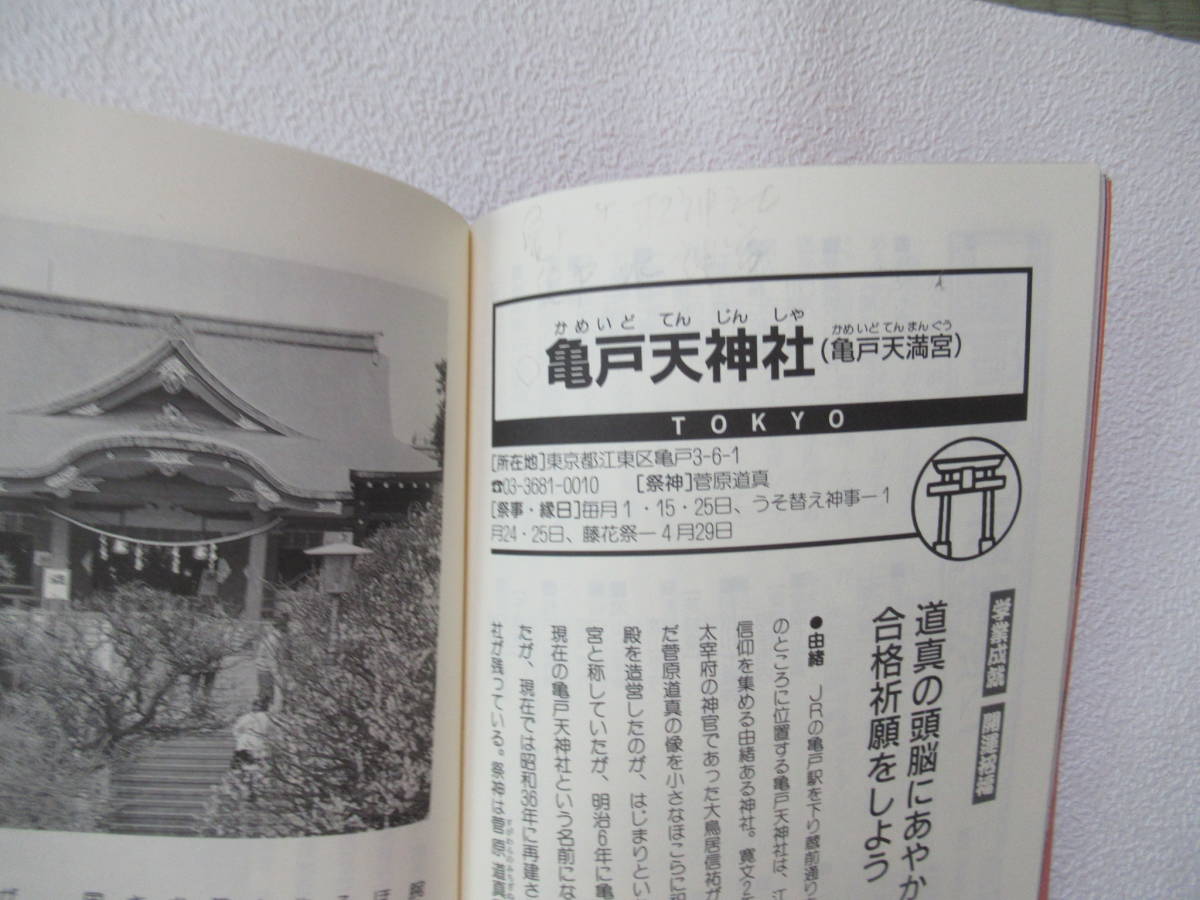 かめいどてんじんしゃ
亀戸天神社
かめいどてんまんぐう
(亀戸天満宮)
TOKYO
[所在地]東京都江東区亀戸3-6-1
☎03-3681-0010 [祭神]菅原道真
[祭事・縁日]毎月1・15・25日、うそ替え神事—1
月24・25日、藤花祭—4月29日
道真の頭脳にあやか
合格祈願をしよう
●由緒 JRの亀戸駅を下り蔵前通り
のところに位置する亀戸天神社は、江
信仰を集める由緒ある神社。寛文2年
太宰府の神官であった大鳥居信祐が
だ菅原道真の像を小さなほこらに祀
殿を造営したのが、はじまりとい
宮と称していたが、明治6年に亀
現在の亀戸天神社という名前にな
たが、現在では昭和36年に再建さ
社が残っている。祭神は菅原道真